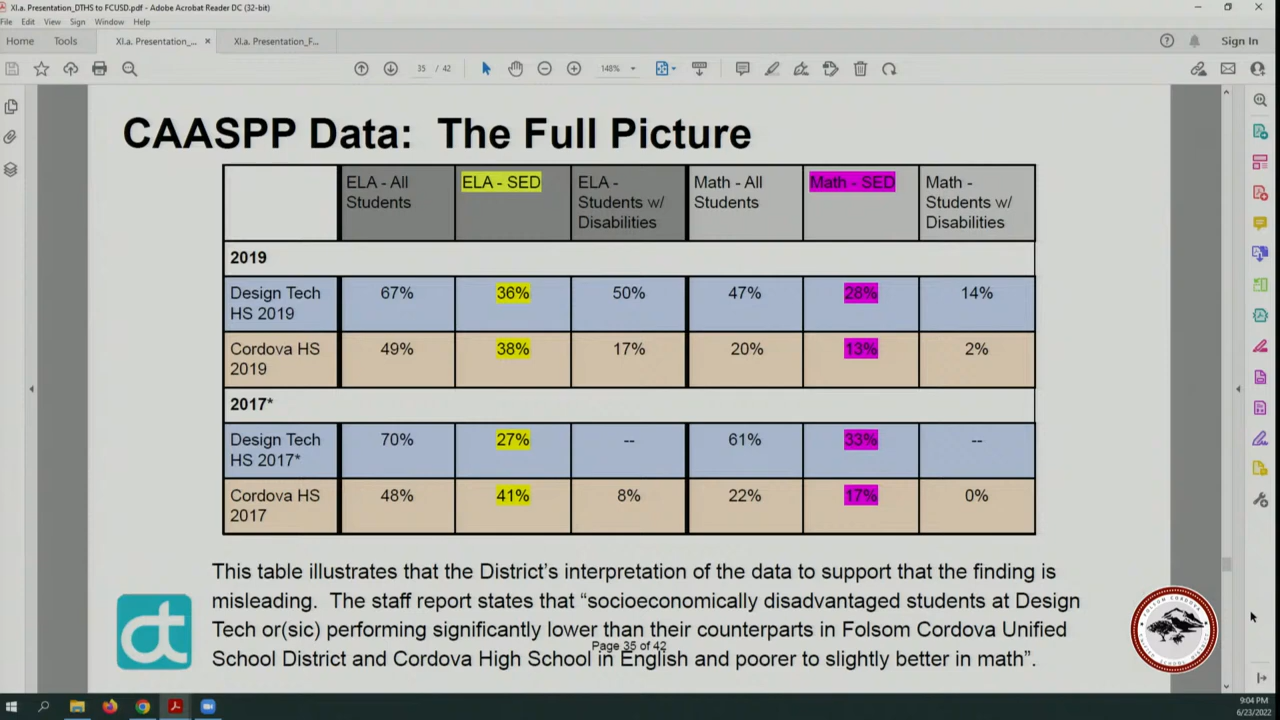 XI.a. Presentation_DTHS to FCUSD.pdf - Adobe Acrobat Reader DC (32-bit)
File Edit View Sign Window Help
Home Tools XI.a. Presentation_... × XI.a. Presentation_F... Sign In
35 / 42 148%
CAASPP Data: The Full Picture
ELA - All Students ELA - SED ELA - Students w/ Disabilities Math - All Students Math - SED Math - Students w/ Disabilities
2019
Design Tech HS 2019 67% 36% 50% 47% 28% 14%
Cordova HS 2019 49% 38% 17% 20% 13% 2%
2017*
Design Tech HS 2017* 70% 27% -- 61% 33% --
Cordova HS 2017 48% 41% 8% 22% 17% 0%
This table illustrates that the District's interpretation of the data to support that the finding is
misleading. The staff report states that “socioeconomically disadvantaged students at Design
Tech or(sic) performing significantly lower than their counterparts in Folsom Cordova Unified
School District and Cordova High School in English and poorer to slightly better in math”.
Page 35 of 42
dt
FOLSOM CORDOVA
UNIFIED SCHOOL DISTRICT
9:04 PM
6/23/2022